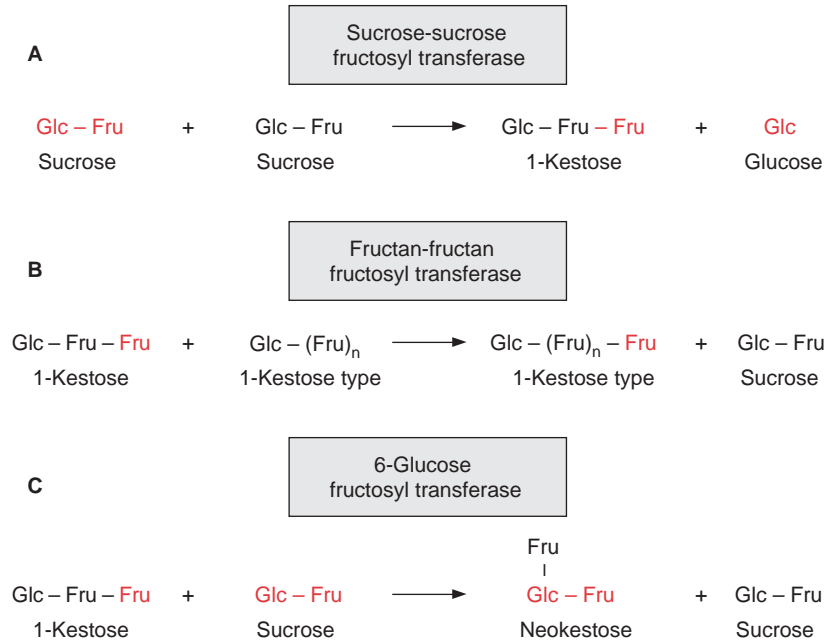 Sucrose-sucrose
fructosyl transferase
A
Glc – Fru + Glc – Fru Glc – Fru – Fru + Glc
Sucrose Sucrose 1-Kestose Glucose
Fructan-fructan
fructosyl transferase
B
Glc – Fru – Fru + Glc – (Fru)n Glc – (Fru)n – Fru + Glc – Fru
1-Kestose 1-Kestose type 1-Kestose type Sucrose
6-Glucose
fructosyl transferase
C
Fru
Glc – Fru – Fru + Glc – Fru Glc – Fru + Glc – Fru
1-Kestose Sucrose Neokestose Sucrose